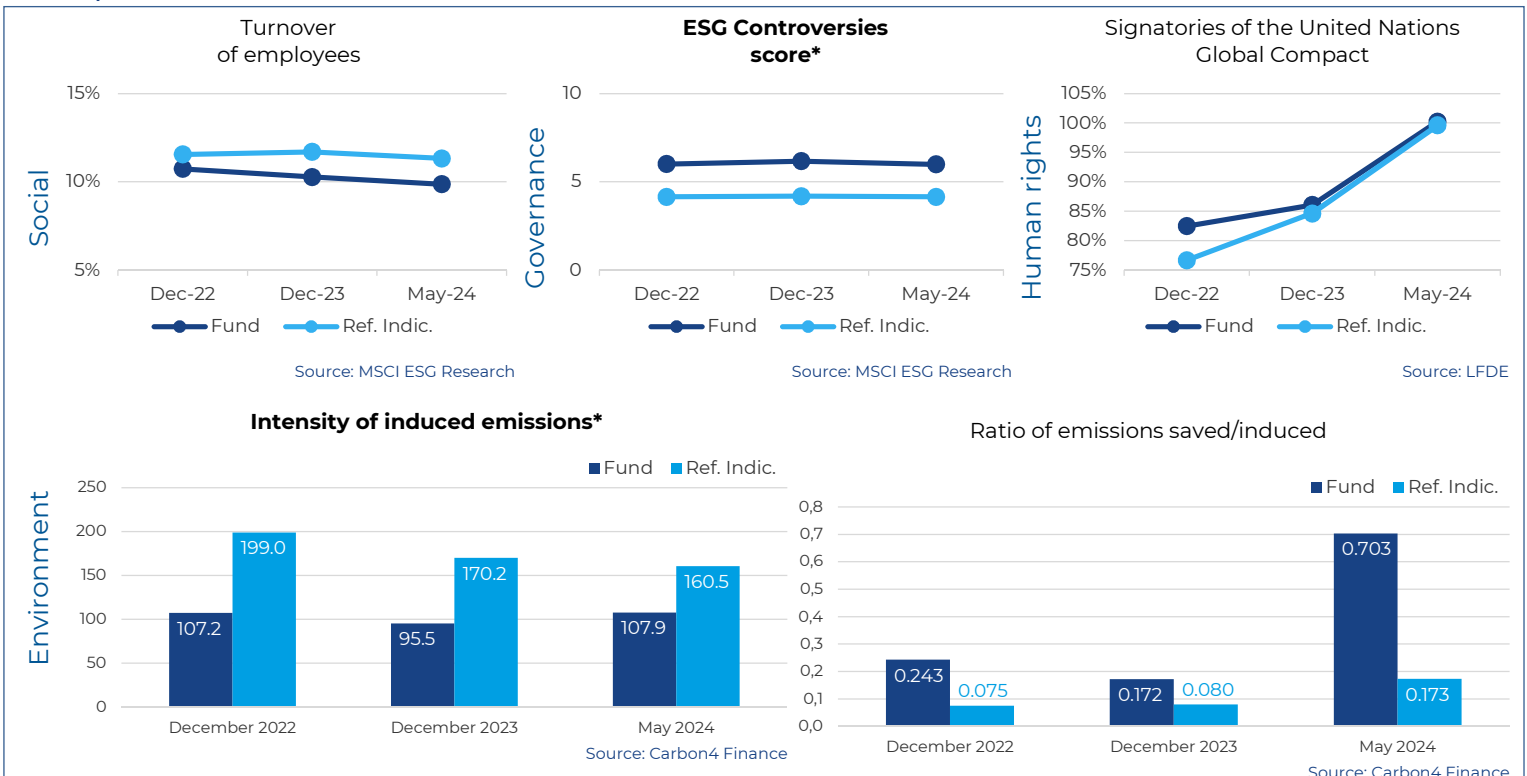 Turnover
of employees
15%
10%
5%
Social
Dec-22 Dec-23 May-24
Fund Ref. Indic.
Source: MSCI ESG Research
ESG Controversies
score*
10
5
0
Governance
Dec-22 Dec-23 May-24
Fund Ref. Indic.
Source: MSCI ESG Research
Signatories of the United Nations
Global Compact
105%
100%
95%
90%
85%
80%
75%
Human rights
Dec-22 Dec-23 May-24
Fund Ref. Indic.
Source: LFDE
Intensity of induced emissions*
Fund Ref. Indic.
250
200
150
100
50
0
Environment
107.2 199.0
95.5 170.2
107.9 160.5
December 2022 December 2023 May 2024
Source: Carbon4 Finance
Ratio of emissions saved/induced
Fund Ref. Indic.
0,8
0,7
0,6
0,5
0,4
0,3
0,2
0,1
0,0
0.243 0.075
0.172 0.080
0.703 0.173
December 2022 December 2023 May 2024
Source: Carbon4 Finance